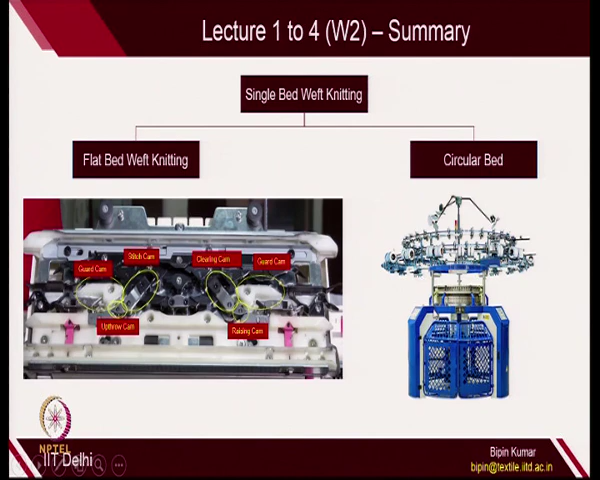 Lecture 1 to 4 (W2) – Summary
Single Bed Weft Knitting
Flat Bed Weft Knitting
Circular Bed
Stitch Cam
Clearing Cam
Guard Cam
Guard Cam
Upthrow Cam
Raising Cam
NPTEL
IIT Delhi
Bipin Kumar
bipin@textile.iitd.ac.in